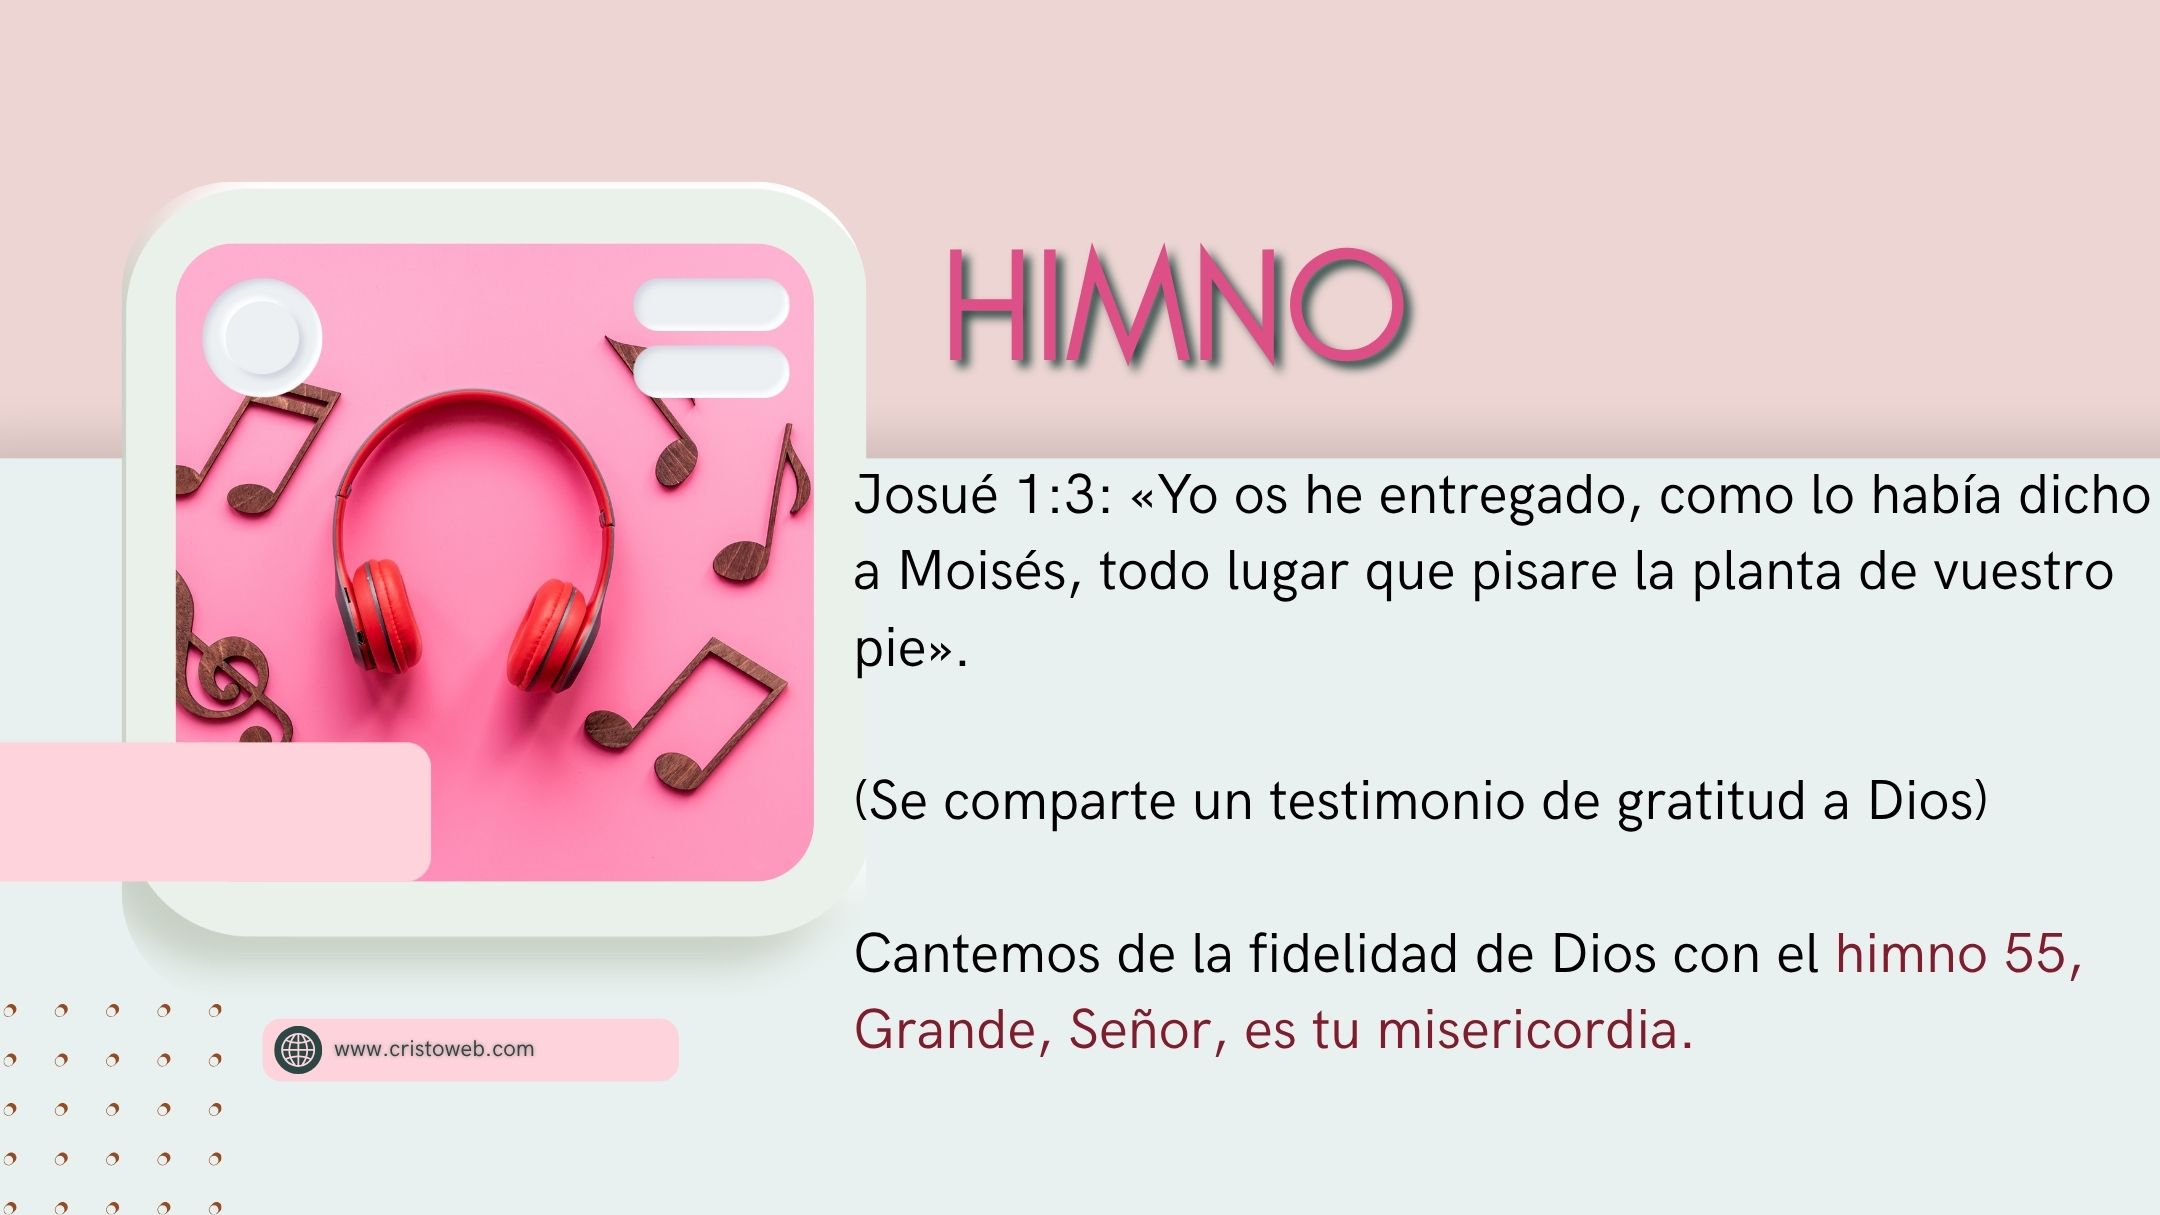 HIMNO
Josué 1:3: «Yo os he entregado, como lo había dicho
a Moisés, todo lugar que pisare la planta de vuestro
pie».
(Se comparte un testimonio de gratitud a Dios)
Cantemos de la fidelidad de Dios con el himno 55,
Grande, Señor, es tu misericordia.
www.cristoweb.com